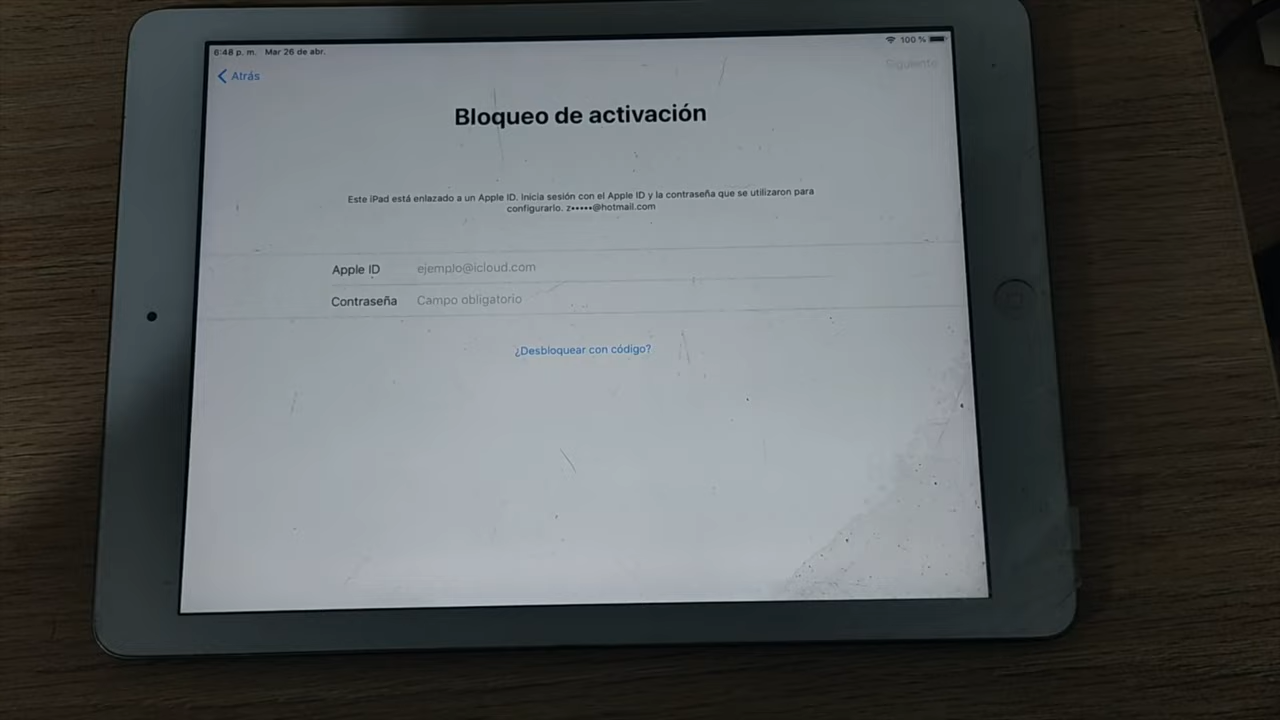 6:48 p. m. Mar 26 de abr.
100 %
Atrás
Siguiente
Bloqueo de activación
Este iPad está enlazado a un Apple ID. Inicia sesión con el Apple ID y la contraseña que se utilizaron para
configurarlo. z•••••@hotmail.com
Apple ID ejemplo@icloud.com
Contraseña Campo obligatorio
¿Desbloquear con código?